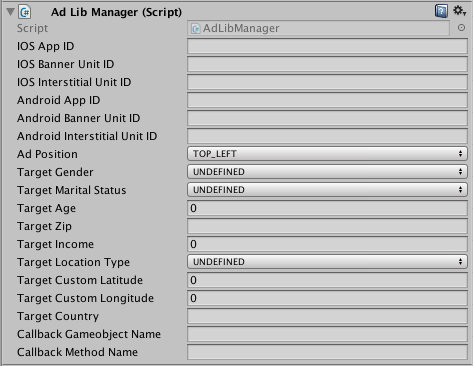 Ad Lib Manager (Script)
Script AdLibManager
IOS App ID
IOS Banner Unit ID
IOS Interstitial Unit ID
Android App ID
Android Banner Unit ID
Android Interstitial Unit ID
Ad Position TOP_LEFT
Target Gender UNDEFINED
Target Marital Status UNDEFINED
Target Age 0
Target Zip
Target Income 0
Target Location Type UNDEFINED
Target Custom Latitude 0
Target Custom Longitude 0
Target Country
Callback Gameobject Name
Callback Method Name